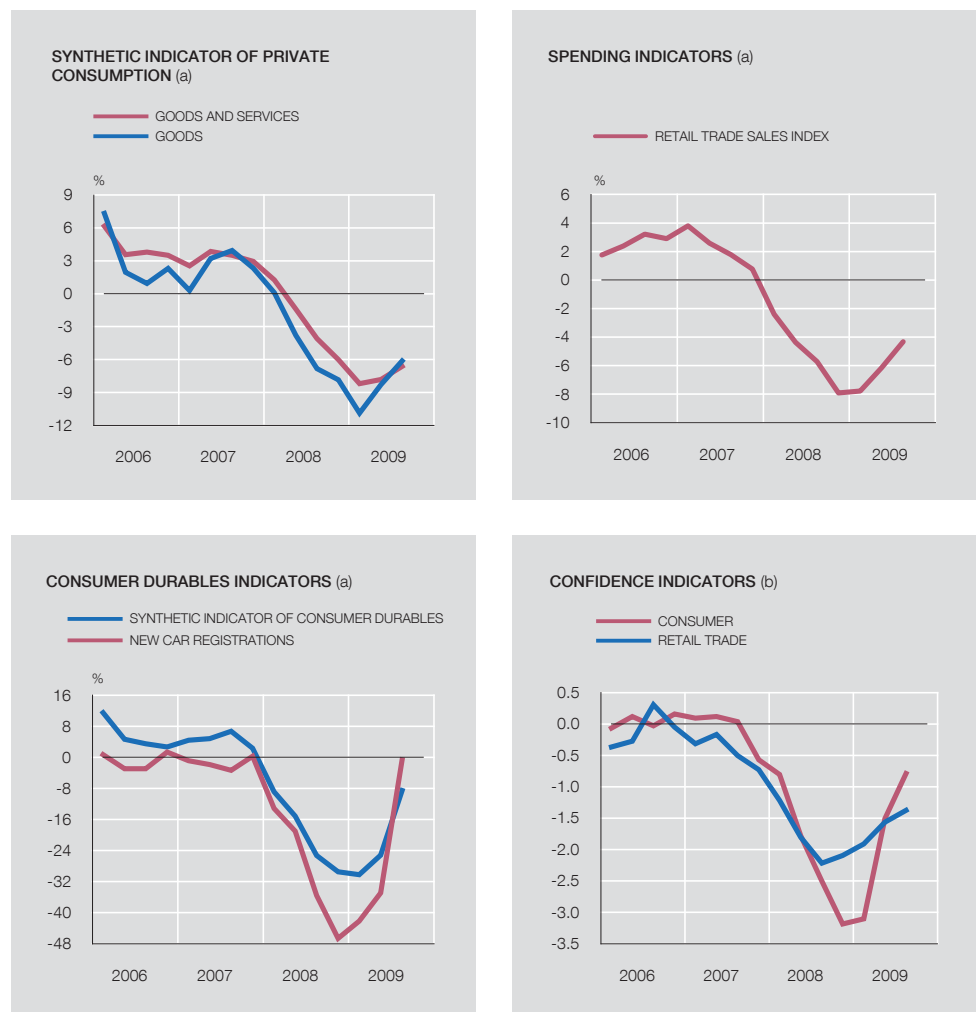 SYNTHETIC INDICATOR OF PRIVATE
CONSUMPTION (a)
GOODS AND SERVICES
GOODS
%
9
6
3
0
-3
-6
-9
-12
2006 2007 2008 2009
SPENDING INDICATORS (a)
RETAIL TRADE SALES INDEX
%
6
4
2
0
-2
-4
-6
-8
-10
2006 2007 2008 2009
CONSUMER DURABLES INDICATORS (a)
SYNTHETIC INDICATOR OF CONSUMER DURABLES
NEW CAR REGISTRATIONS
%
16
8
0
-8
-16
-24
-32
-40
-48
2006 2007 2008 2009
CONFIDENCE INDICATORS (b)
CONSUMER
RETAIL TRADE
0.5
0.0
-0.5
-1.0
-1.5
-2.0
-2.5
-3.0
-3.5
2006 2007 2008 2009